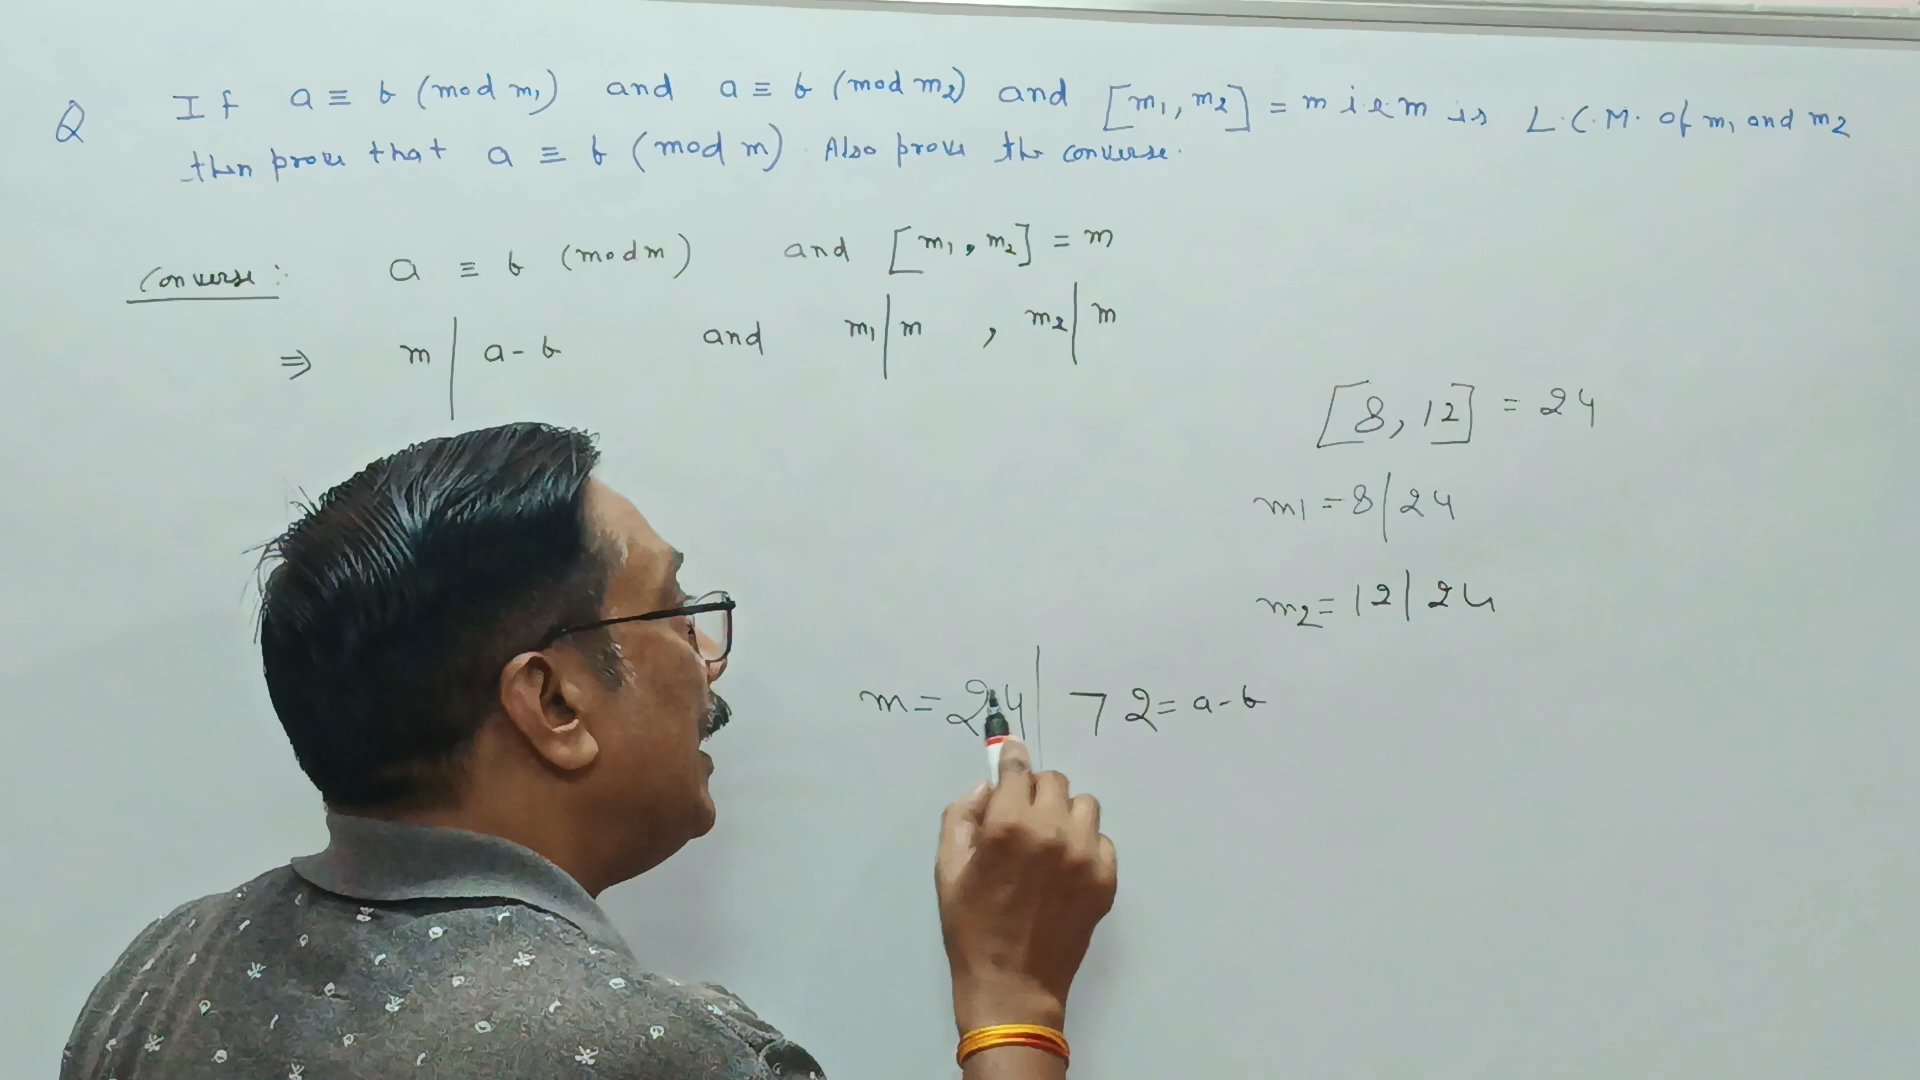 Q If a ≡ b (mod m₁) and a ≡ b (mod m₂) and [m₁, m₂] = m i.e. m is L.C.M. of m₁ and m₂
then prove that a ≡ b (mod m). Also prove the converse.
Converse: a ≡ b (mod m) and [m₁, m₂] = m
⇒ m | a-b and m₁ | m , m₂ | m
[8, 12] = 24
m1 = 8 | 24
m₂ = 12 | 24
m = 24 | 72 = a-b